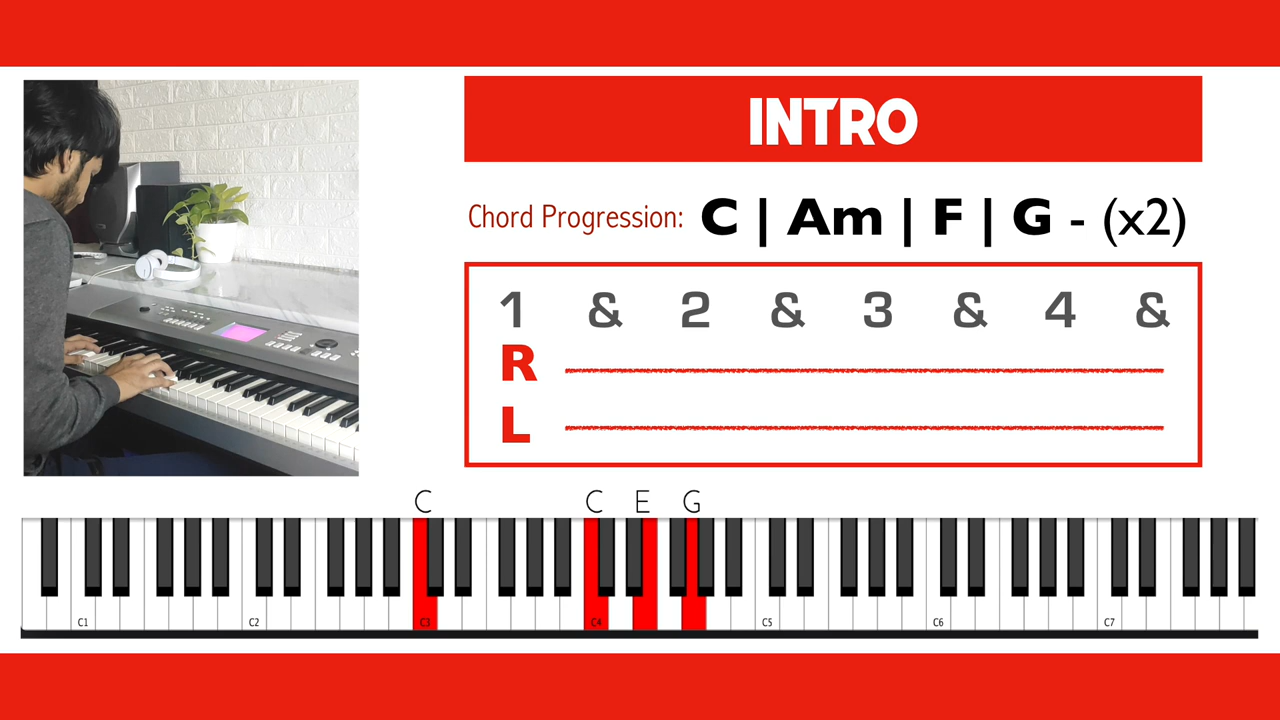 INTRO
Chord Progression: C | Am | F | G - (x2)
1 & 2 & 3 & 4 &
R
L
C C E G
C1 C2 C3 C4 C5 C6 C7